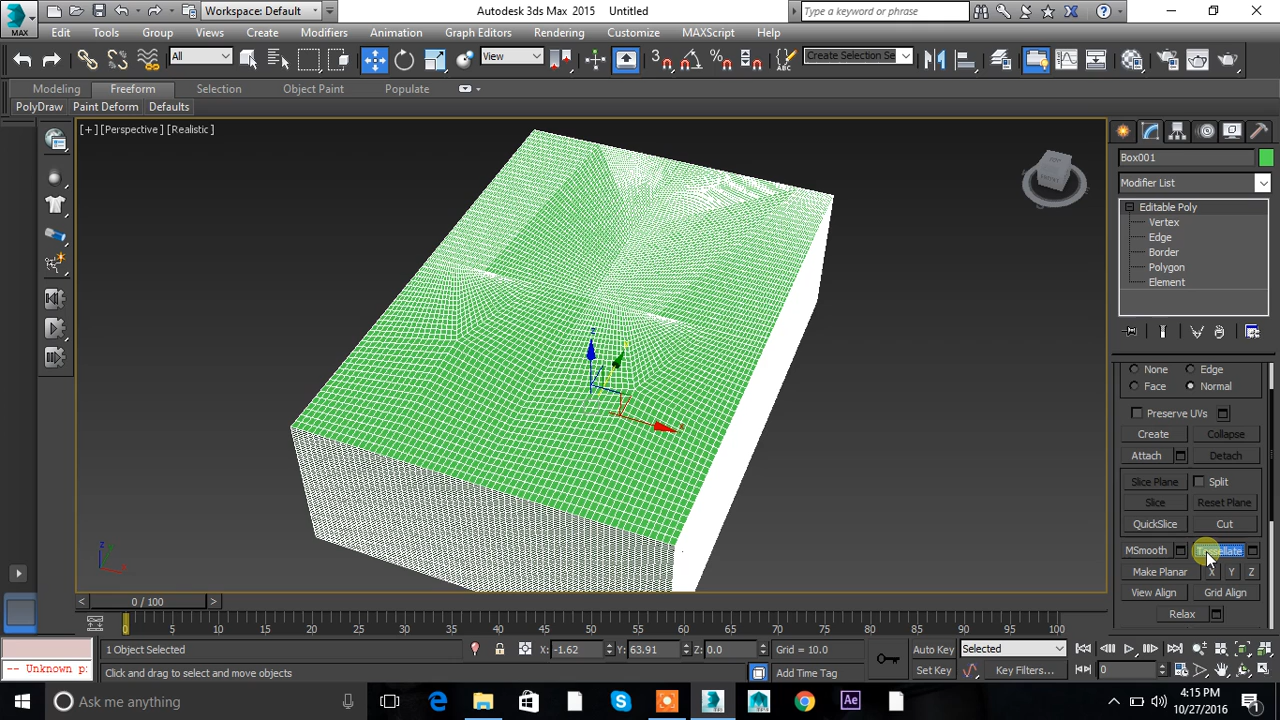 Workspace: Default
Autodesk 3ds Max 2015
Untitled
Type a keyword or phrase
MAX
Edit Tools Group Views Create Modifiers Animation Graph Editors Rendering Customize MAXScript Help
All
View
Create Selection Se
Modeling Freeform Selection Object Paint Populate
PolyDraw Paint Deform Defaults
[+] [Perspective] [Realistic]
Box001
Modifier List
Editable Poly
Vertex
Edge
Border
Polygon
Element
None Edge
Face Normal
Preserve UVs
Create Collapse
Attach Detach
Slice Plane Split
Slice Reset Plane
QuickSlice Cut
MSmooth Tessellate
Make Planar X Y Z
View Align Grid Align
Relax
z
x
0 / 100
0 5 10 15 20 25 30 35 40 45 50 55 60 65 70 75 80 85 90 95 100
1 Object Selected
X: -1.62 Y: 63.91 Z: 0.0
Grid = 10.0
Auto Key Selected
-- Unknown p
Click and drag to select and move objects
Add Time Tag
Set Key Key Filters...
0
Ask me anything
Ae
4:15 PM
10/27/2016